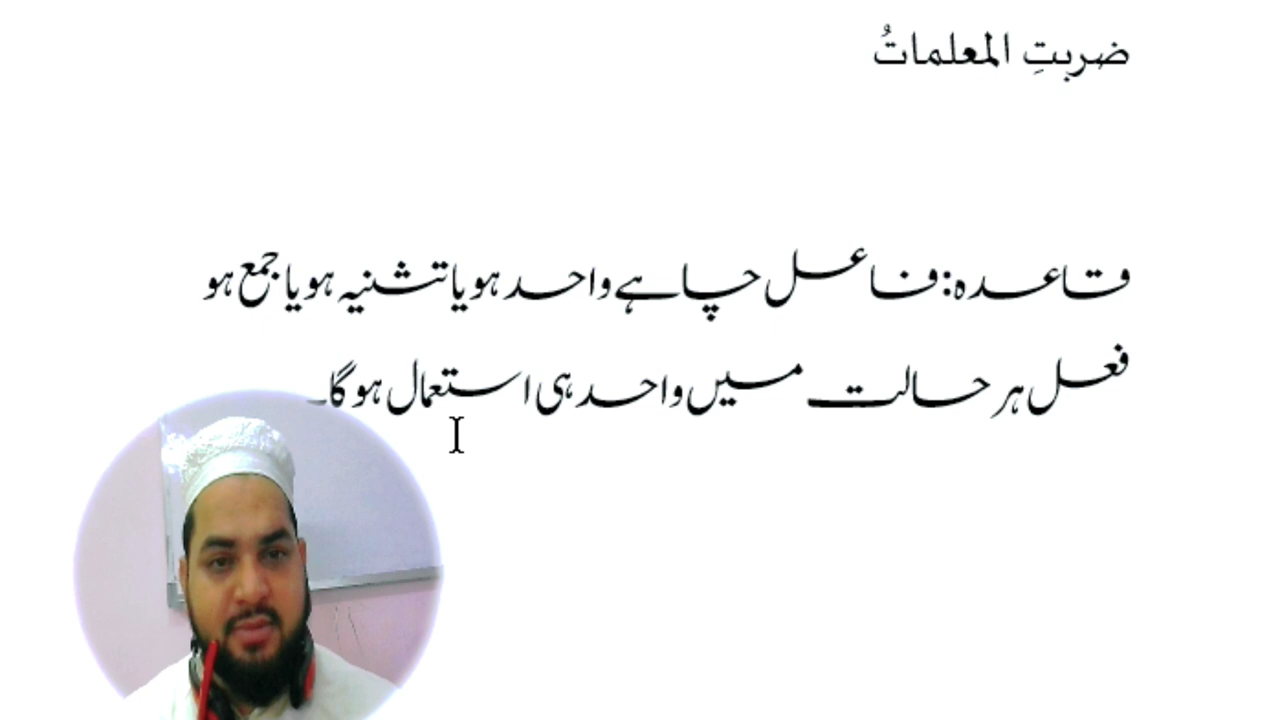 ضربتِ المعلماتُ
قاعدہ: فاعل چاہے واحد ہو یا تثنیہ ہو یا جمع ہو
فعل ہر حالت میں واحد ہی استعمال ہوگا۔